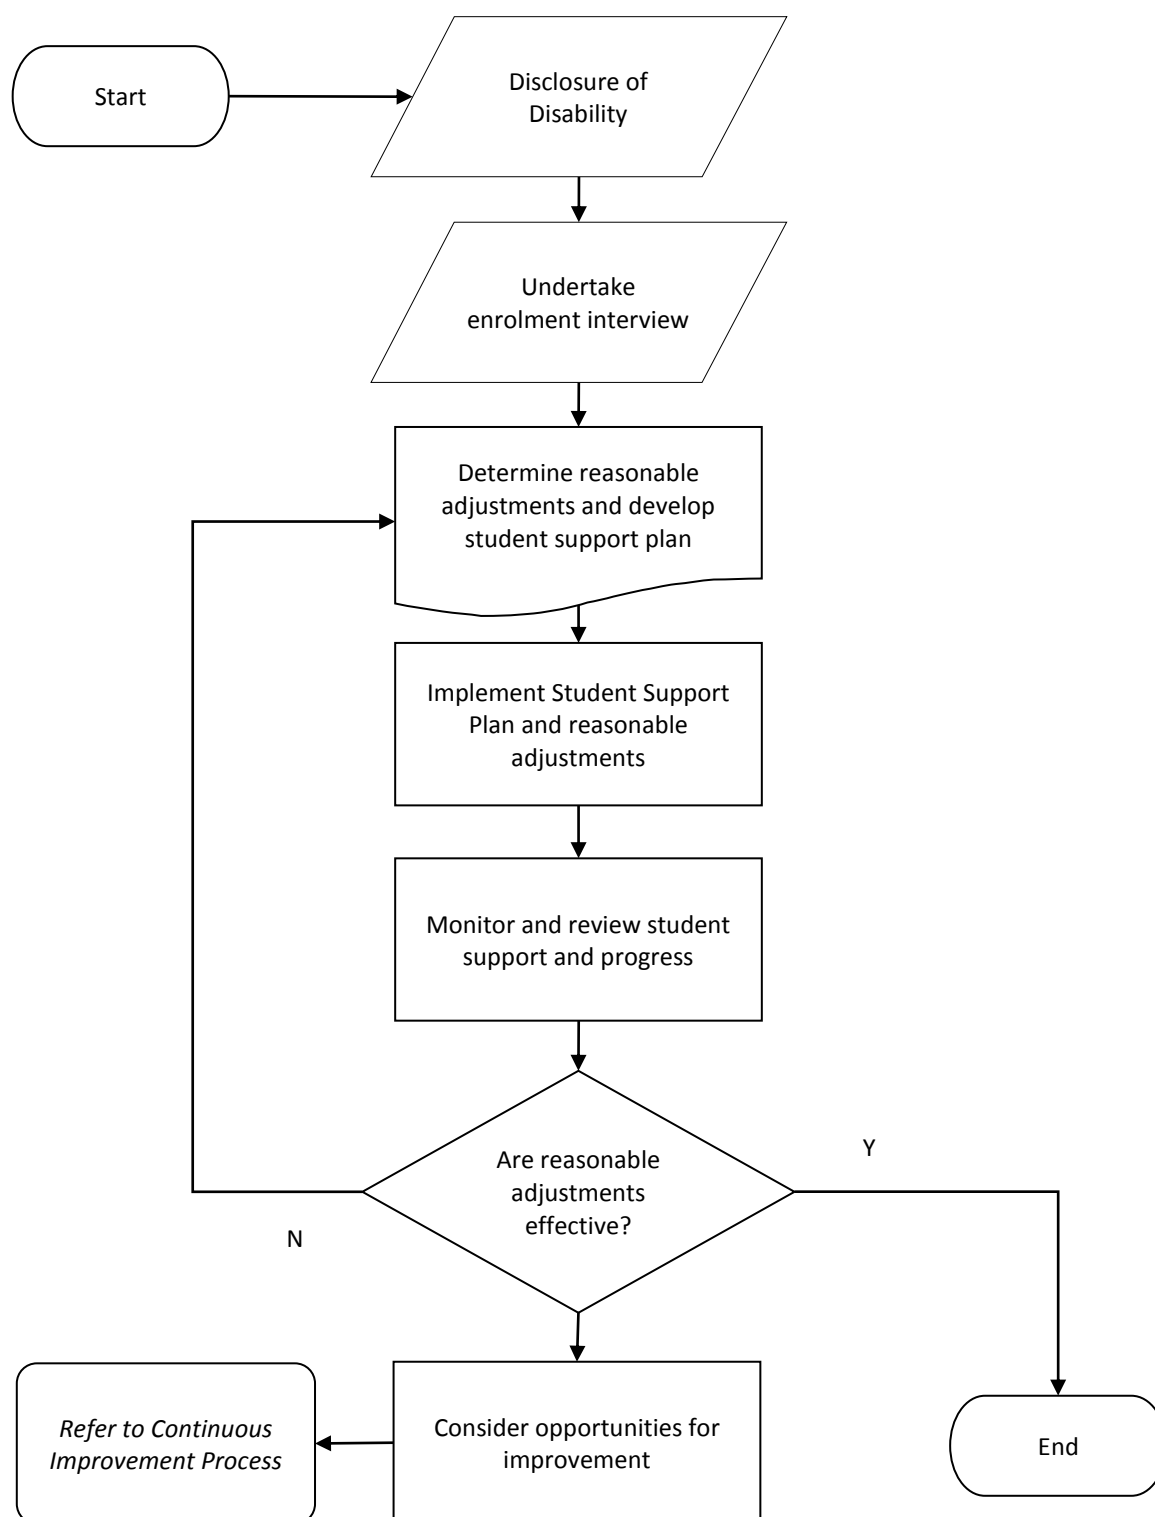 Start
Disclosure of
Disability
Undertake
enrolment interview
Determine reasonable
adjustments and develop
student support plan
Implement Student Support
Plan and reasonable
adjustments
Monitor and review student
support and progress
Are reasonable
adjustments
effective?
Y
N
Refer to Continuous
Improvement Process
Consider opportunities for
improvement
End